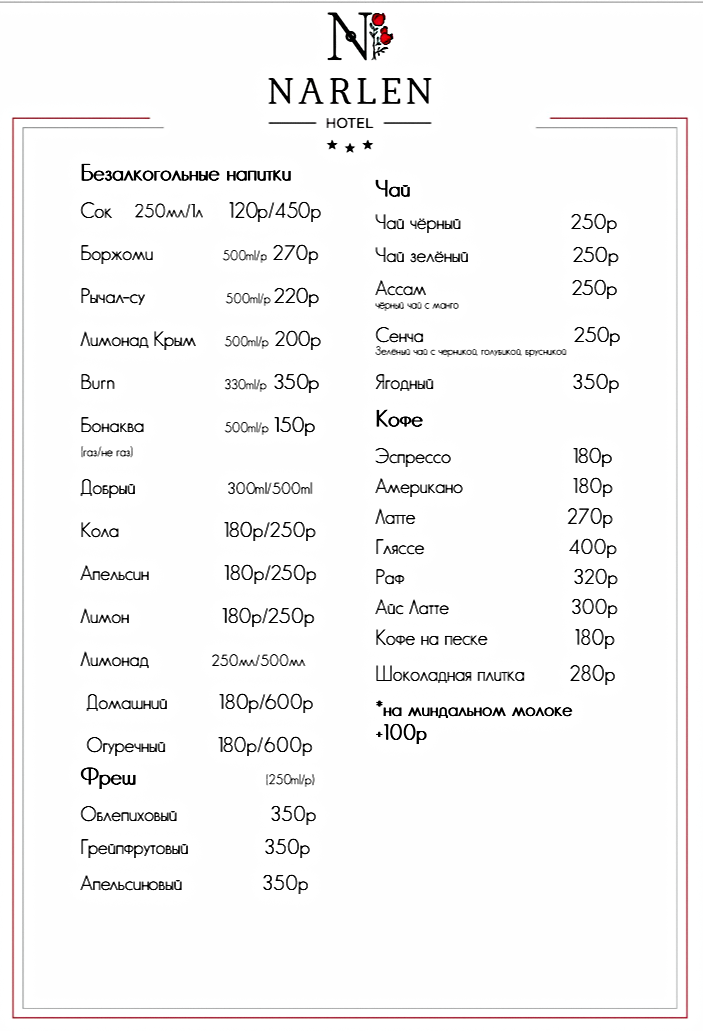 N
NARLEN
HOTEL
Безалкогольные напитки
Сок 250мл/1л 120р/450р
Боржоми 500ml/р 270р
Рычал-су 500ml/р 220р
Лимонад Крым 500ml/р 200р
Burn 330ml/р 350р
Бонаква 500ml/р 150р
(газ/не газ)
Добрый 300ml/500ml
Кола 180р/250р
Апельсин 180р/250р
Лимон 180р/250р
Лимонад 250мл/500мл
Домашний 180р/600р
Огуречный 180р/600р
Фреш (250ml/р)
Облепиховый 350р
Грейпфрутовый 350р
Апельсиновый 350р
Чай
Чай чёрный 250р
Чай зелёный 250р
Ассам 250р
чёрный чай с манго
Сенча 250р
Зелёный чай с черникой, голубикой, брусникой
Ягодный 350р
Кофе
Эспрессо 180р
Американо 180р
Латте 270р
Гляссе 400р
Раф 320р
Айс Латте 300р
Кофе на песке 180р
Шоколадная плитка 280р
*на миндальном молоке
+100р